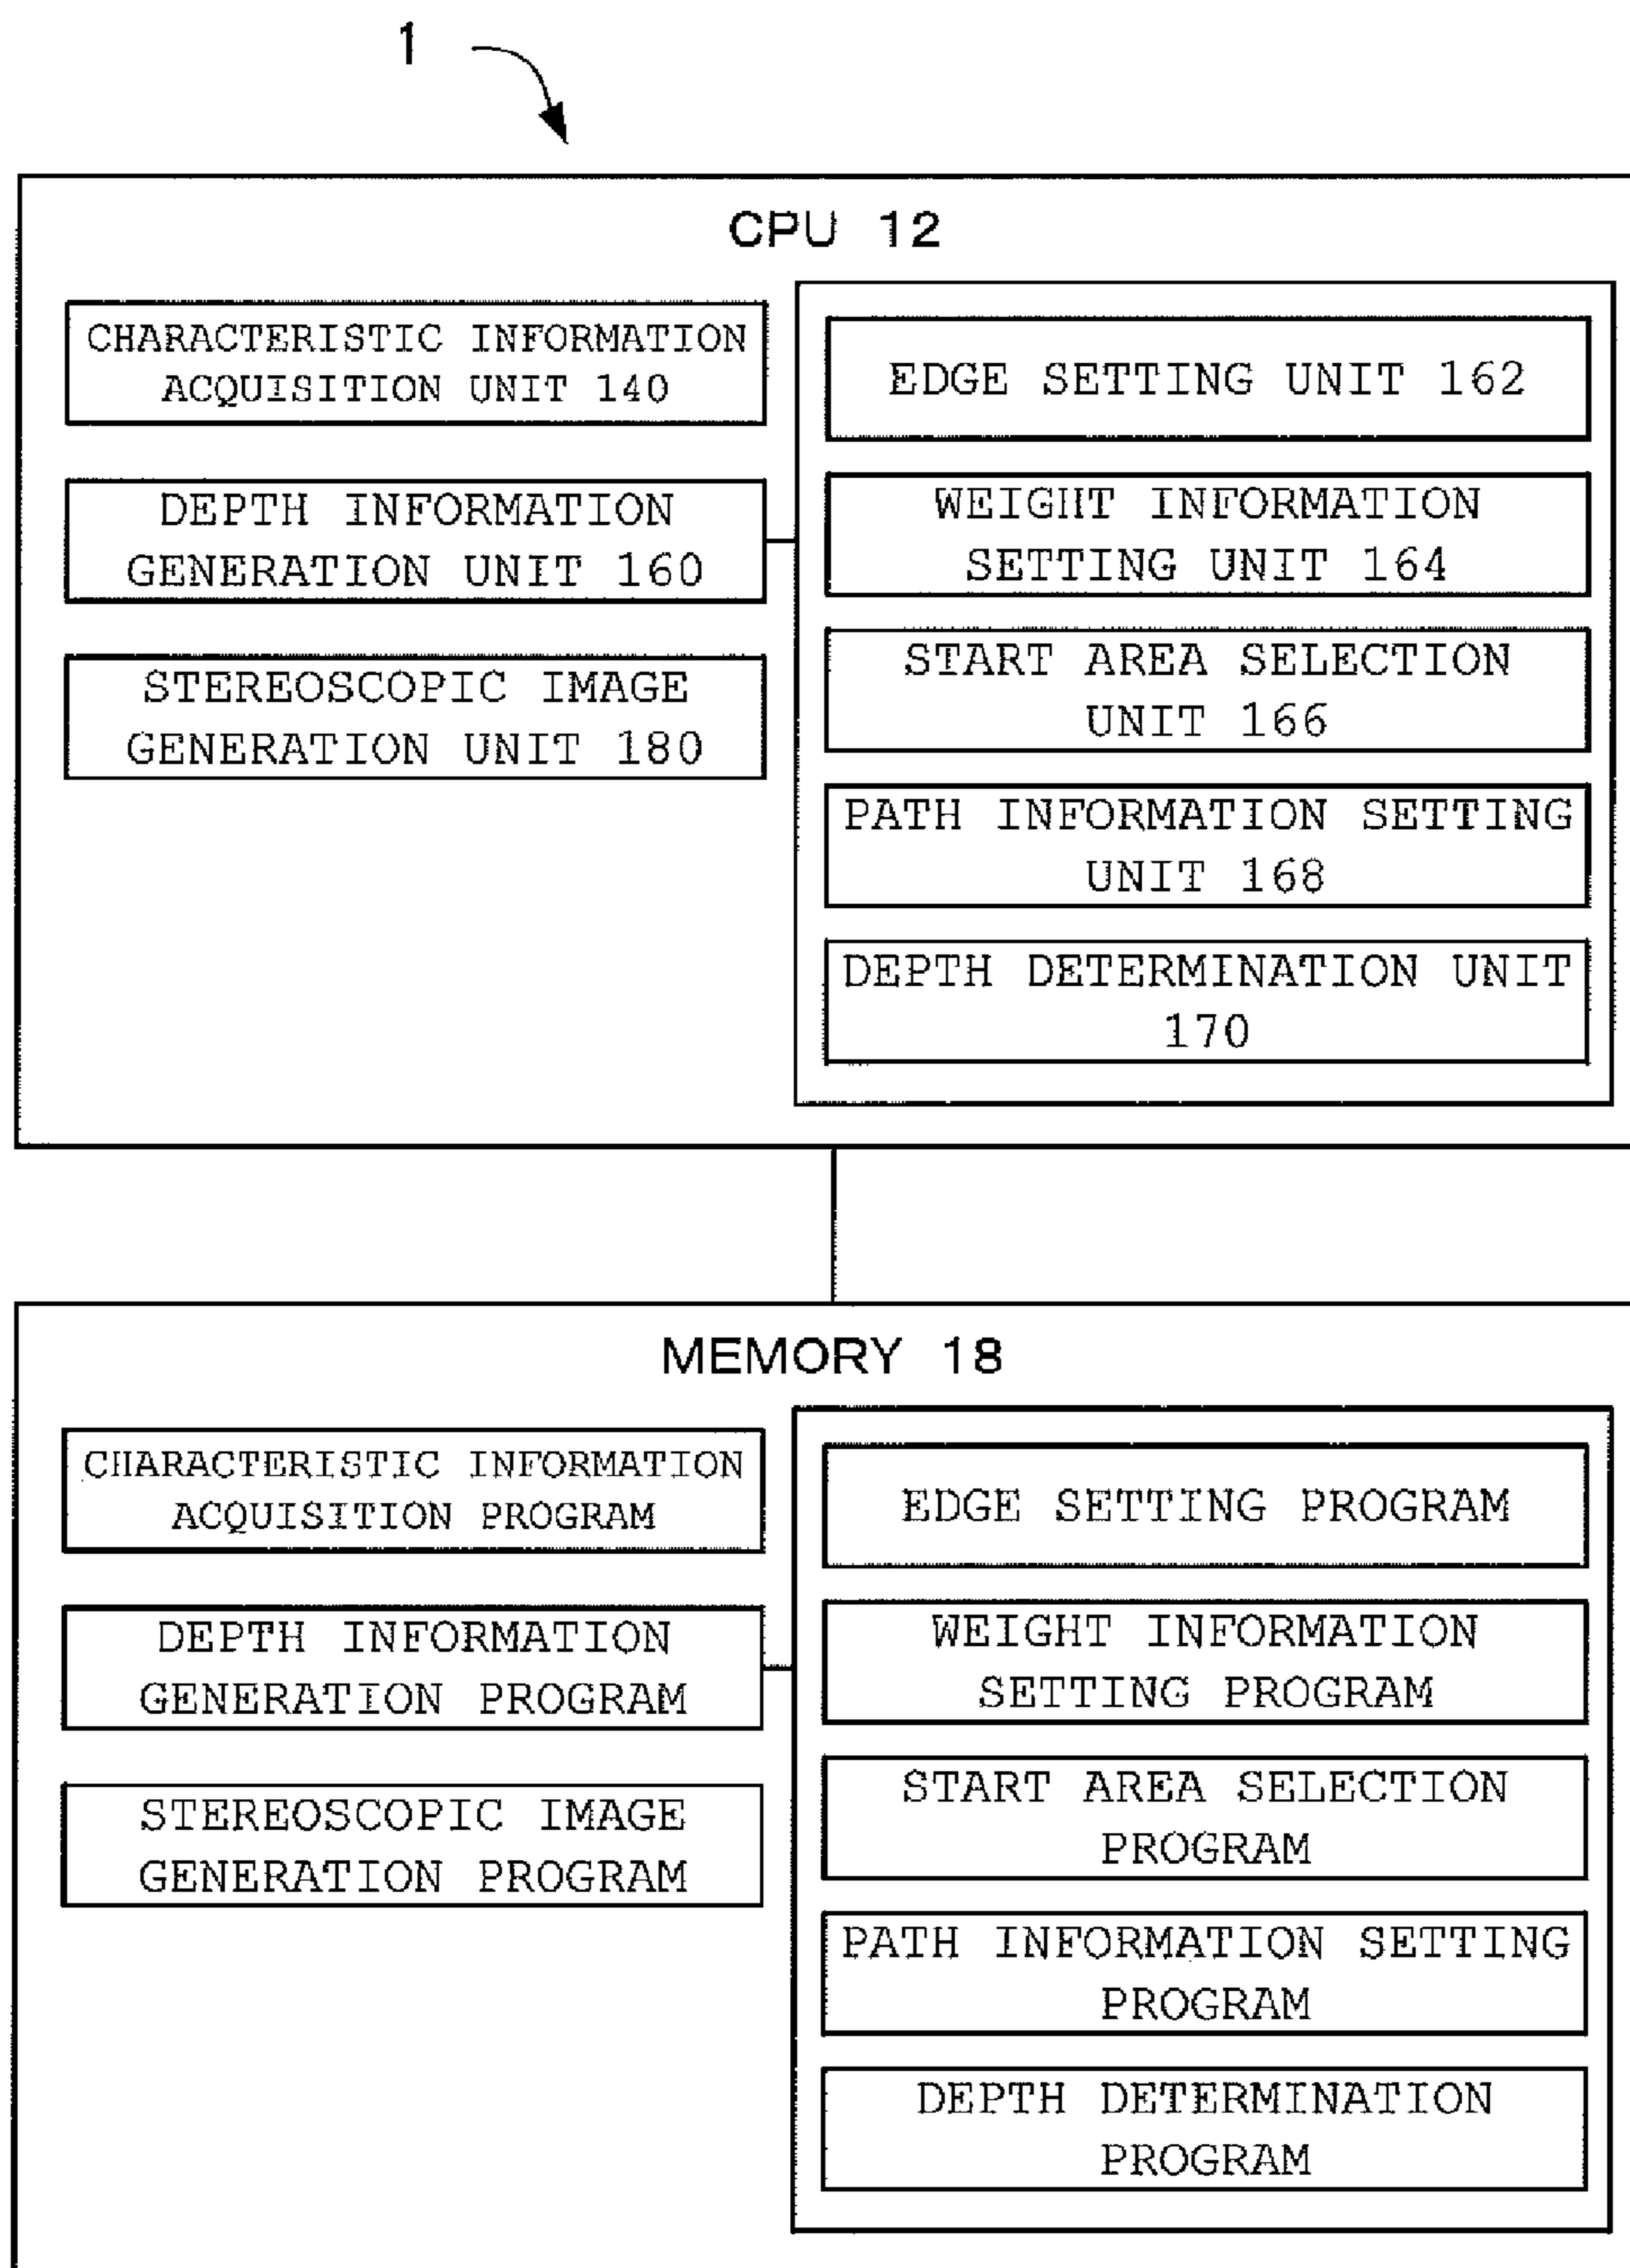 1
CPU 12
CHARACTERISTIC INFORMATION
ACQUISITION UNIT 140
DEPTH INFORMATION
GENERATION UNIT 160
STEREOSCOPIC IMAGE
GENERATION UNIT 180
EDGE SETTING UNIT 162
WEIGHT INFORMATION
SETTING UNIT 164
START AREA SELECTION
UNIT 166
PATH INFORMATION SETTING
UNIT 168
DEPTH DETERMINATION UNIT
170
MEMORY 18
CHARACTERISTIC INFORMATION
ACQUISITION PROGRAM
DEPTH INFORMATION
GENERATION PROGRAM
STEREOSCOPIC IMAGE
GENERATION PROGRAM
EDGE SETTING PROGRAM
WEIGHT INFORMATION
SETTING PROGRAM
START AREA SELECTION
PROGRAM
PATH INFORMATION SETTING
PROGRAM
DEPTH DETERMINATION
PROGRAM